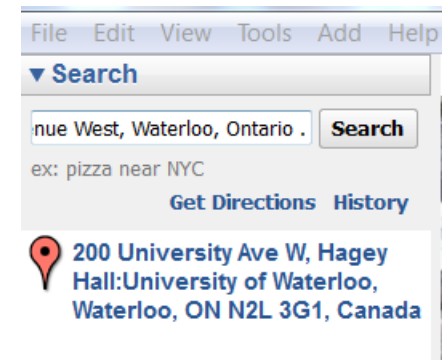 File Edit View Tools Add Help
▼ Search
nue West, Waterloo, Ontario . Search
ex: pizza near NYC
Get Directions History
200 University Ave W, Hagey
Hall:University of Waterloo,
Waterloo, ON N2L 3G1, Canada